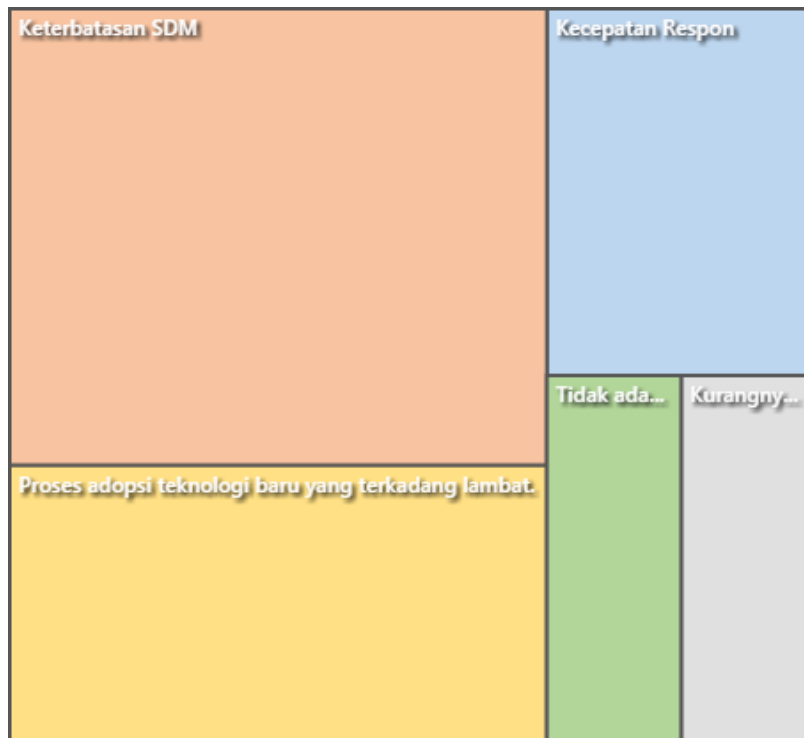 Keterbatasan SDM
Kecepatan Respon
Tidak ada...
Kurangny...
Proses adopsi teknologi baru yang terkadang lambat.